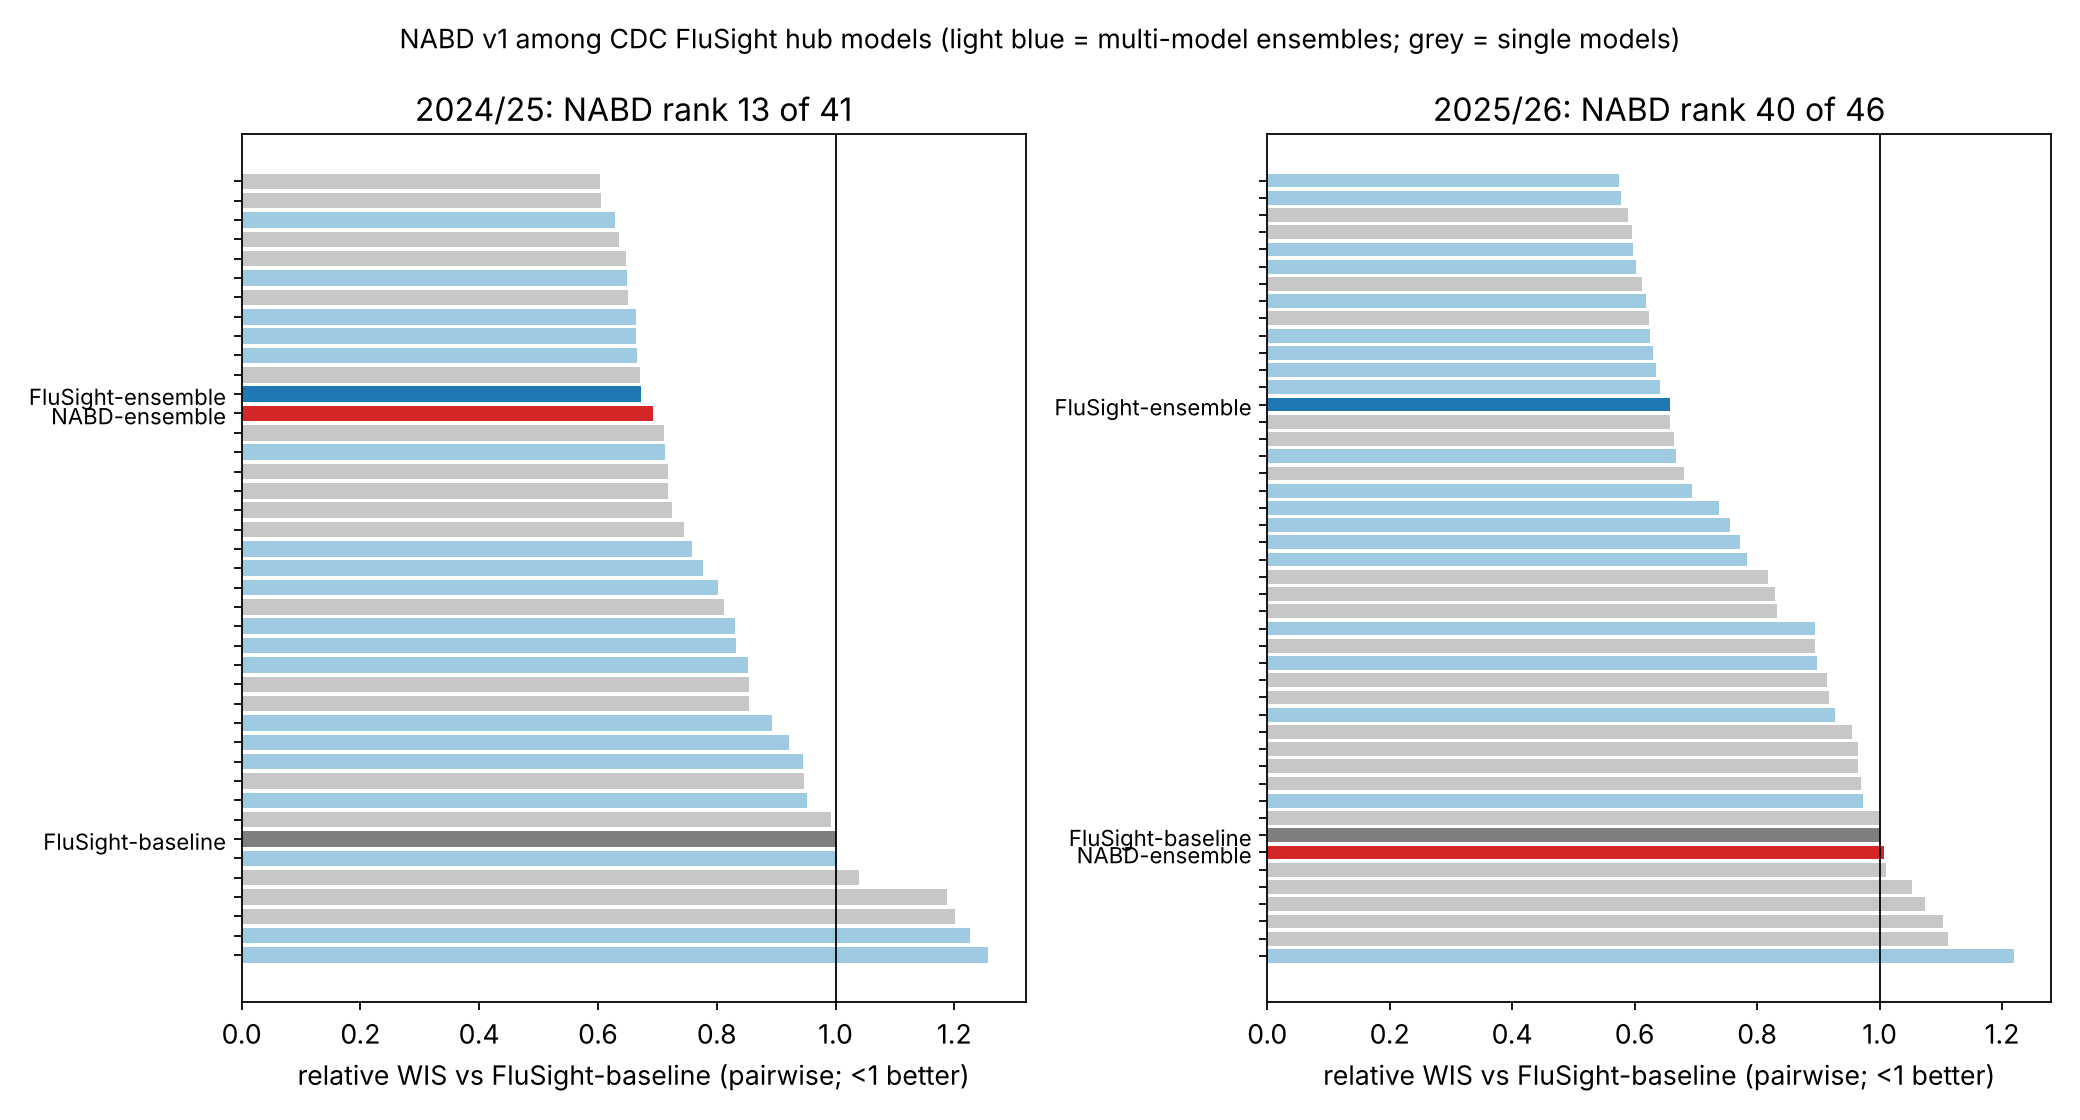 NABD v1 among CDC FluSight hub models (light blue = multi-model ensembles; grey = single models)
2024/25: NABD rank 13 of 41
FluSight-ensemble
NABD-ensemble
FluSight-baseline
0.0 0.2 0.4 0.6 0.8 1.0 1.2
relative WIS vs FluSight-baseline (pairwise; <1 better)
2025/26: NABD rank 40 of 46
FluSight-ensemble
FluSight-baseline
NABD-ensemble
0.0 0.2 0.4 0.6 0.8 1.0 1.2
relative WIS vs FluSight-baseline (pairwise; <1 better)